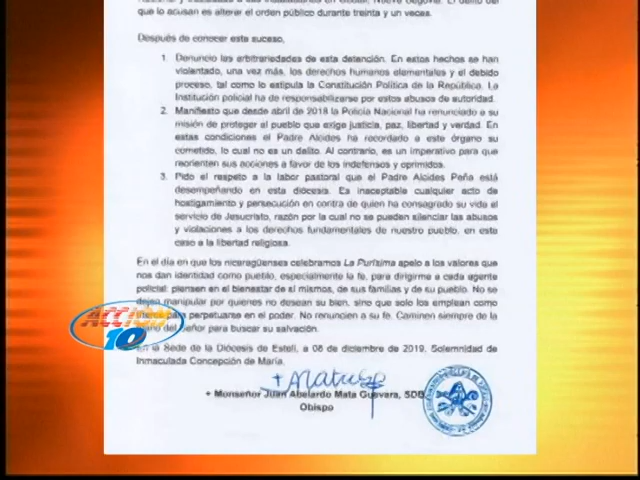 que lo acusan es alterar el orden público durante treinta y un veces.
Después de conocer este suceso,
1. Denuncio las arbitrariedades de esta detención. En estos hechos se han
violentado, una vez más, los derechos humanos elementales y el debido
proceso, tal como lo estipula la Constitución Política de la República. La
Institución policial ha de responsabilizarse por estos abusos de autoridad.
2. Manifiesto que desde abril de 2018 la Policía Nacional ha renunciado a su
misión de proteger al pueblo que exige justicia, paz, libertad y verdad. En
estas condiciones el Padre Alcides ha recordado a este órgano su
cometido, lo cual no es un delito. Al contrario, es un imperativo para que
reorienten sus acciones a favor de los indefensos y oprimidos.
3. Pido el respeto a la labor pastoral que el Padre Alcides Peña está
desempeñando en esta diócesis. Es inaceptable cualquier acto de
hostigamiento y persecución en contra de quien ha consagrado su vida al
servicio de Jesucristo, razón por la cual no se pueden silenciar los abusos
y violaciones a los derechos fundamentales de nuestro pueblo, en este
caso a la libertad religiosa.
En el día en que los nicaragüenses celebramos La Purísima apelo a los valores que
nos dan identidad como pueblo, especialmente la fe, para dirigirme a cada agente
policial: piensen en el bienestar de sí mismos, de sus familias y de su pueblo. No se
dejen manipular por quienes no desean su bien, sino que solo los emplean como
para perpetuarse en el poder. No renuncien a su fe. Caminen siempre de la
mano del Señor para buscar su salvación.
ACCIÓN
10
En la Sede de la Diócesis de Estelí, a 08 de diciembre de 2019, Solemnidad de
Inmaculada Concepción de María.
+ Monseñor Juan Abelardo Mata Guevara, SDB
Obispo